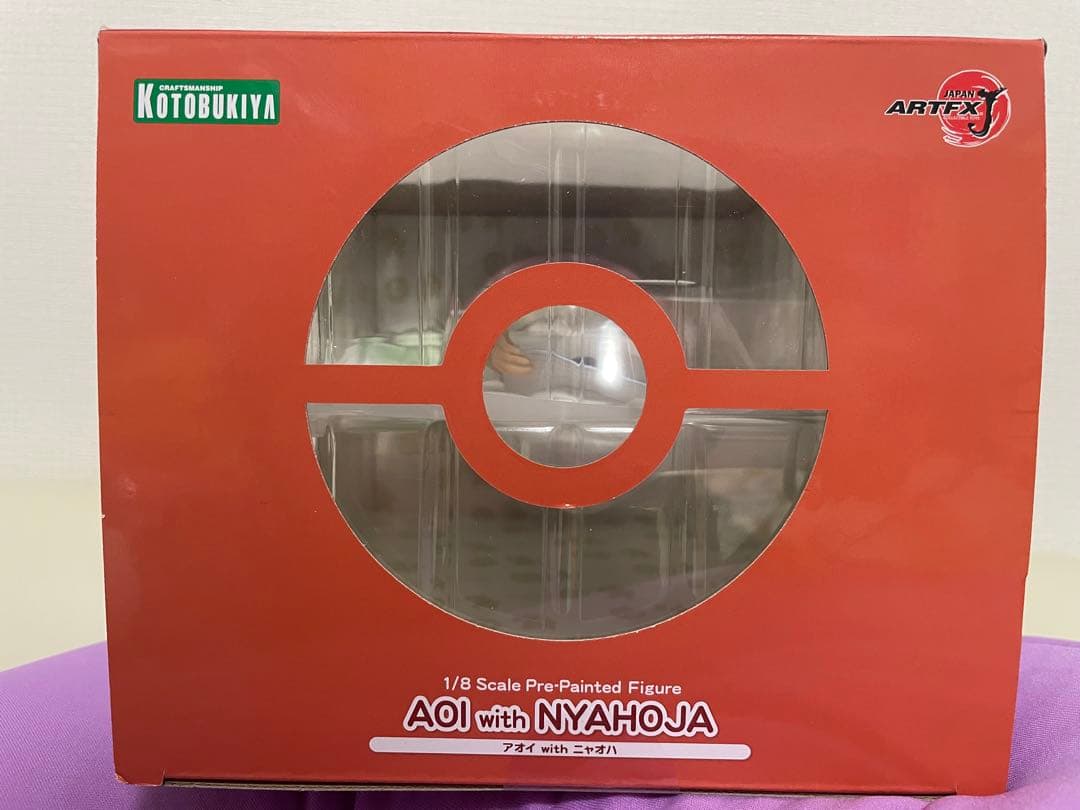 CRAFTSMANSHIP
KOTOBUKIYA
JAPAN
ARTFX J
1/8 Scale Pre-Painted Figure
AOI with NYAHOJA
アオイ with ニャオハ